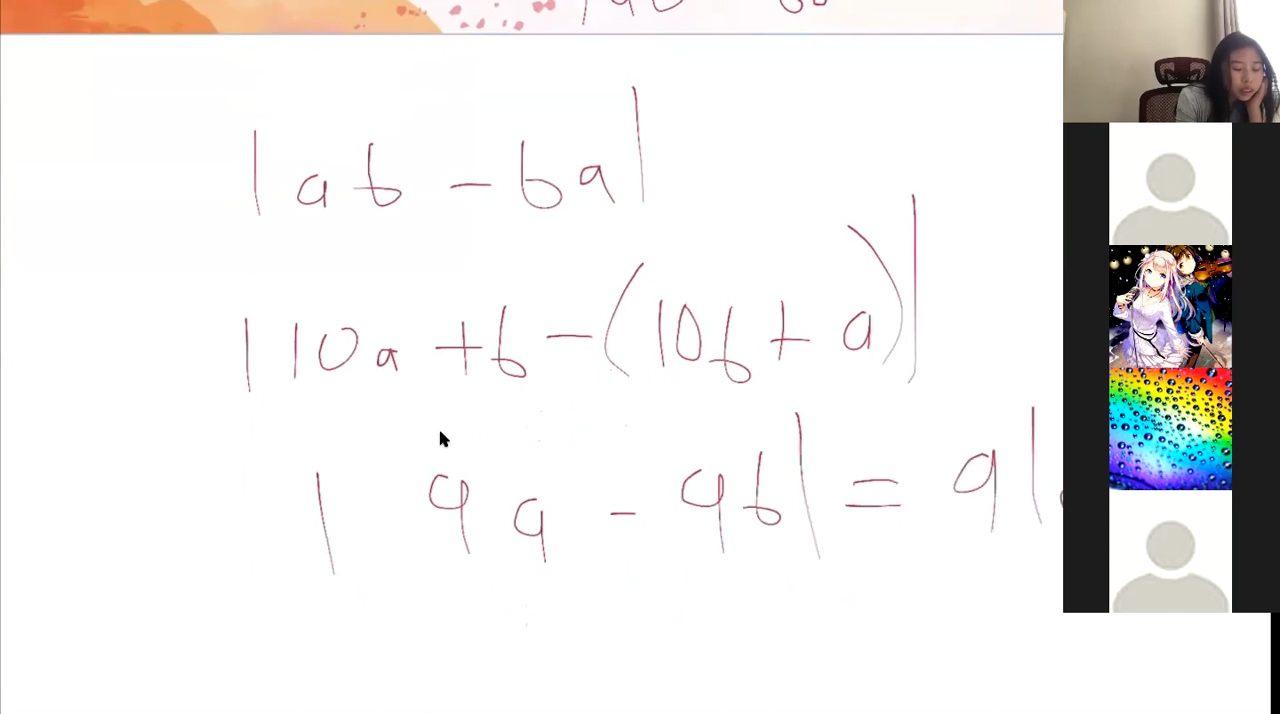 |ab - ba|
|10a + b - (10b + a)|
|9a - 9b| = 9|